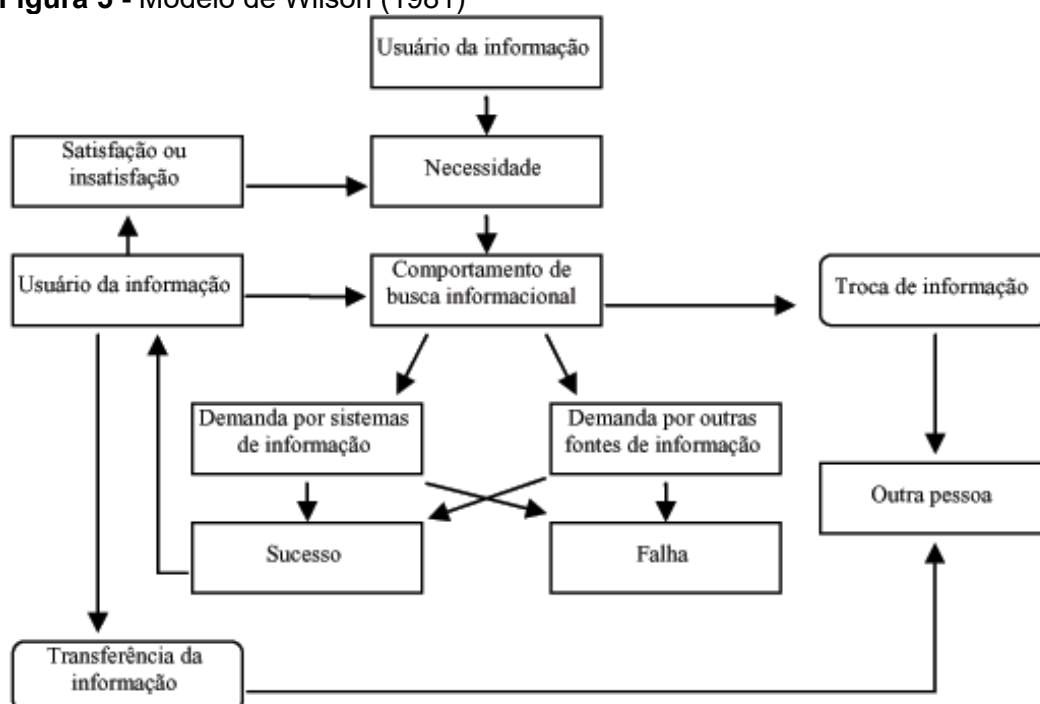 Figura 5 - Modelo de Wilson (1981)
Usuário da informação
Satisfação ou
insatisfação
Necessidade
Usuário da informação
Comportamento de
busca informacional
Troca de informação
Demanda por sistemas
de informação
Demanda por outras
fontes de informação
Outra pessoa
Sucesso
Falha
Transferência da
informação